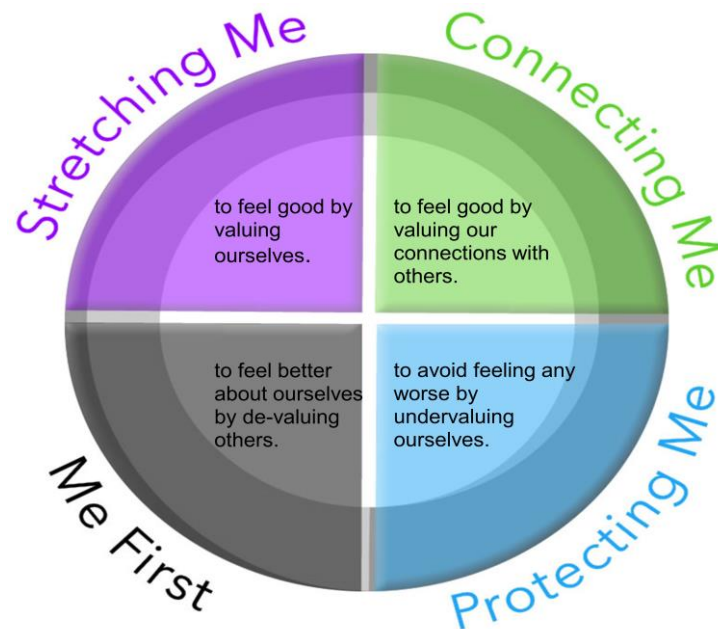 Stretching Me
Connecting Me
to feel good by
valuing
ourselves.
to feel good by
valuing our
connections with
others.
to feel better
about ourselves
by de-valuing
others.
to avoid feeling any
worse by
undervaluing
ourselves.
Me First
Protecting Me